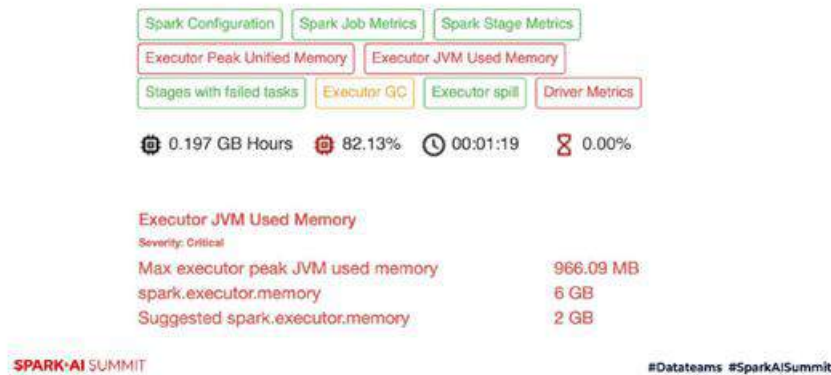 Spark Configuration Spark Job Metrics Spark Stage Metrics
Executor Peak Unified Memory Executor JVM Used Memory
Stages with failed tasks Executor GC Executor spill Driver Metrics
0.197 GB Hours 82.13% 00:01:19 0.00%
Executor JVM Used Memory
Severity: Critical
Max executor peak JVM used memory 966.09 MB
spark.executor.memory 6 GB
Suggested spark.executor.memory 2 GB
SPARK+AI SUMMIT #Datateams #SparkAISummit